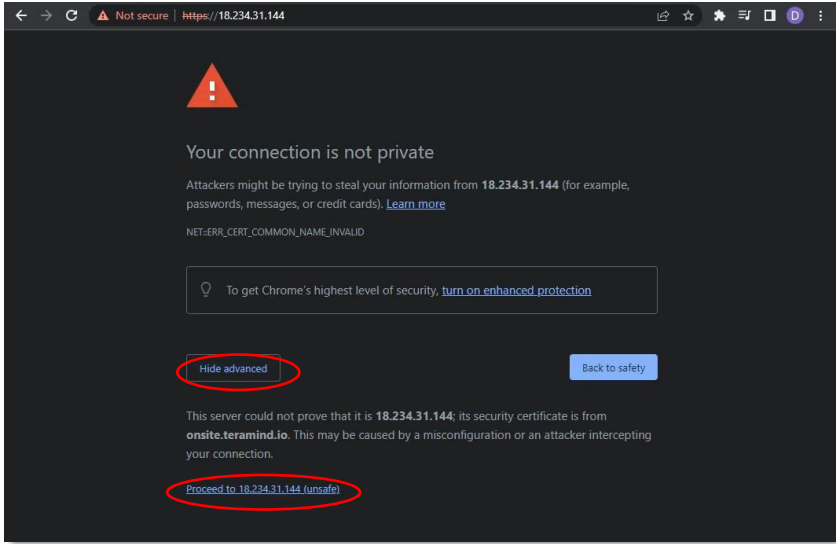 Not secure | https://18.234.31.144
D
Your connection is not private
Attackers might be trying to steal your information from 18.234.31.144 (for example,
passwords, messages, or credit cards). Learn more
NET::ERR_CERT_COMMON_NAME_INVALID
To get Chrome's highest level of security, turn on enhanced protection
Hide advanced
Back to safety
This server could not prove that it is 18.234.31.144; its security certificate is from
onsite.teramind.io. This may be caused by a misconfiguration or an attacker intercepting
your connection.
Proceed to 18.234.31.144 (unsafe)